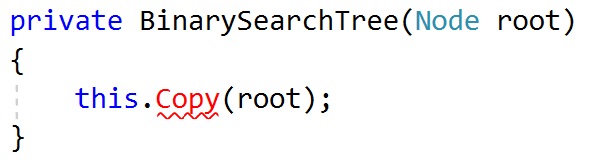 private BinarySearchTree(Node root)
{
    this.Copy(root);
}